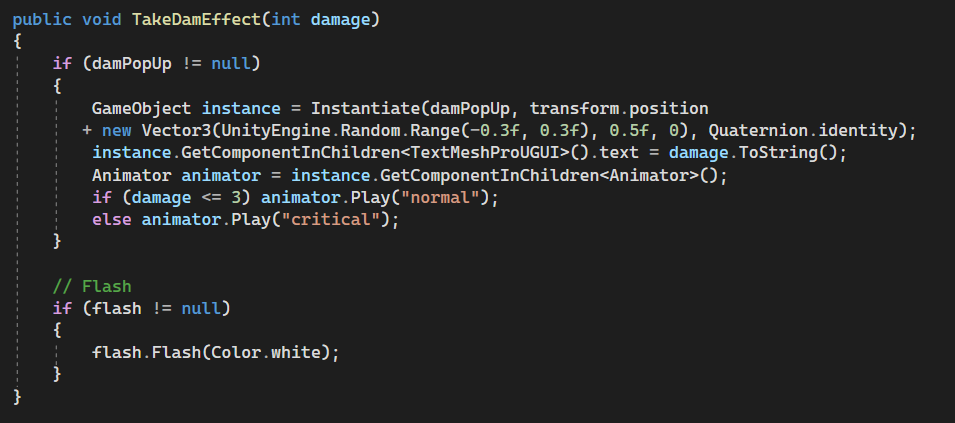 public void TakeDamEffect(int damage)
{
    if (damPopUp != null)
    {
        GameObject instance = Instantiate(damPopUp, transform.position
       + new Vector3(UnityEngine.Random.Range(-0.3f, 0.3f), 0.5f, 0), Quaternion.identity);
        instance.GetComponentInChildren<TextMeshProUGUI>().text = damage.ToString();
        Animator animator = instance.GetComponentInChildren<Animator>();
        if (damage <= 3) animator.Play("normal");
        else animator.Play("critical");
    }

    // Flash
    if (flash != null)
    {
        flash.Flash(Color.white);
    }
}